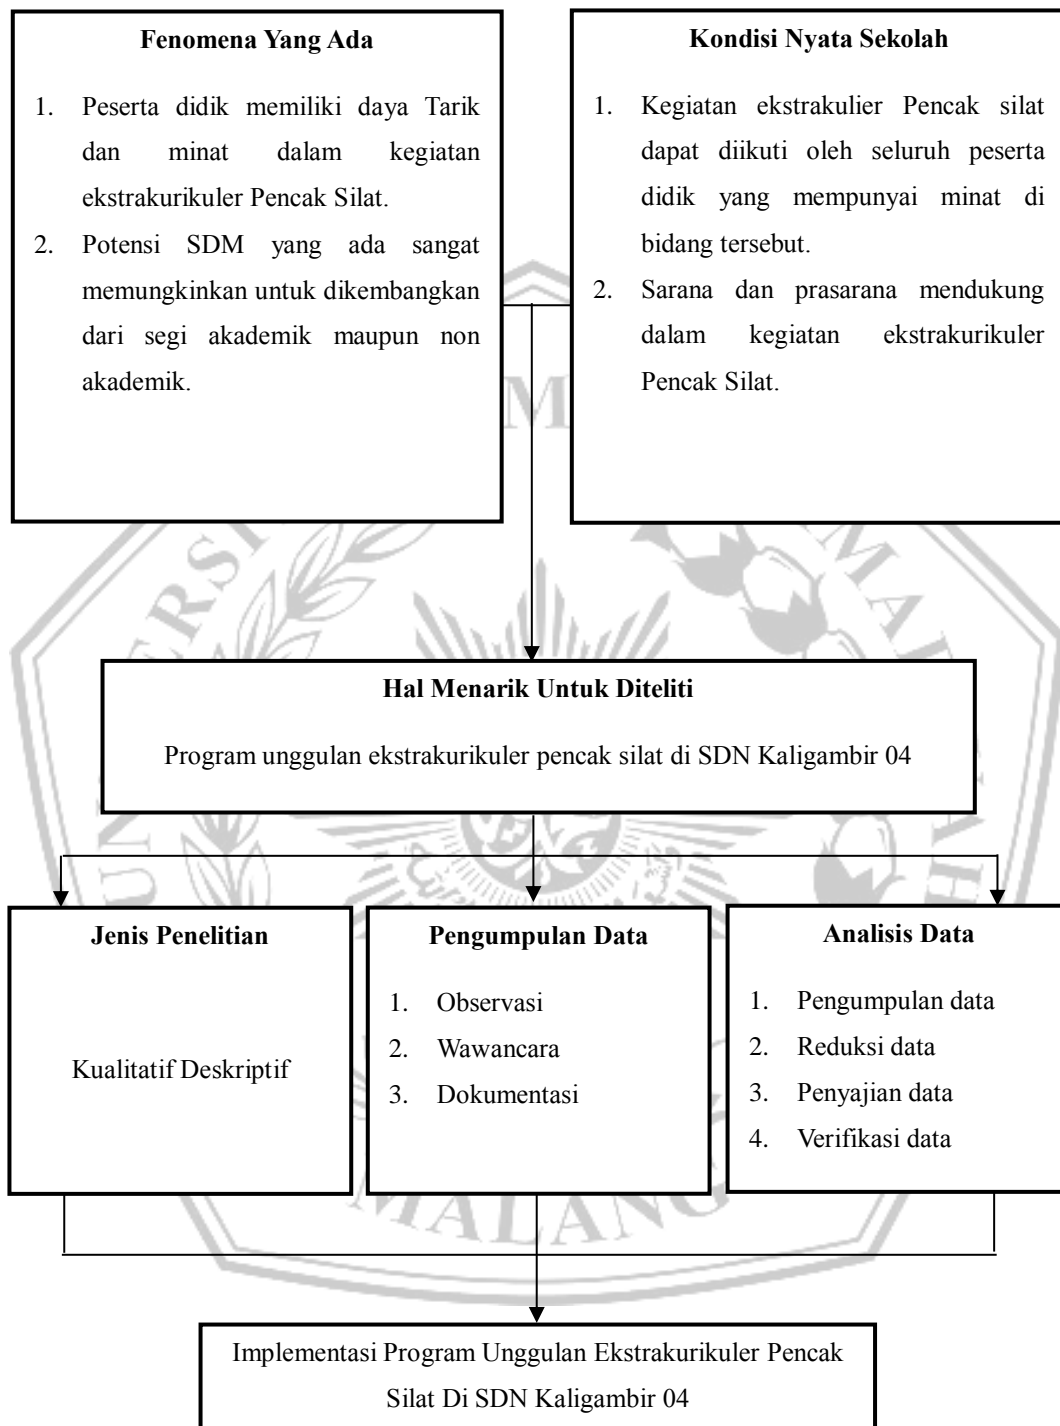 Fenomena Yang Ada
1. Peserta didik memiliki daya Tarik
dan minat dalam kegiatan
ekstrakurikuler Pencak Silat.
2. Potensi SDM yang ada sangat
memungkinkan untuk dikembangkan
dari segi akademik maupun non
akademik.
Kondisi Nyata Sekolah
1. Kegiatan ekstrakulier Pencak silat
dapat diikuti oleh seluruh peserta
didik yang mempunyai minat di
bidang tersebut.
2. Sarana dan prasarana mendukung
dalam kegiatan ekstrakurikuler
Pencak Silat.
Hal Menarik Untuk Diteliti
Program unggulan ekstrakurikuler pencak silat di SDN Kaligambir 04
Jenis Penelitian
Kualitatif Deskriptif
Pengumpulan Data
1. Observasi
2. Wawancara
3. Dokumentasi
Analisis Data
1. Pengumpulan data
2. Reduksi data
3. Penyajian data
4. Verifikasi data
Implementasi Program Unggulan Ekstrakurikuler Pencak
Silat Di SDN Kaligambir 04
MALANG